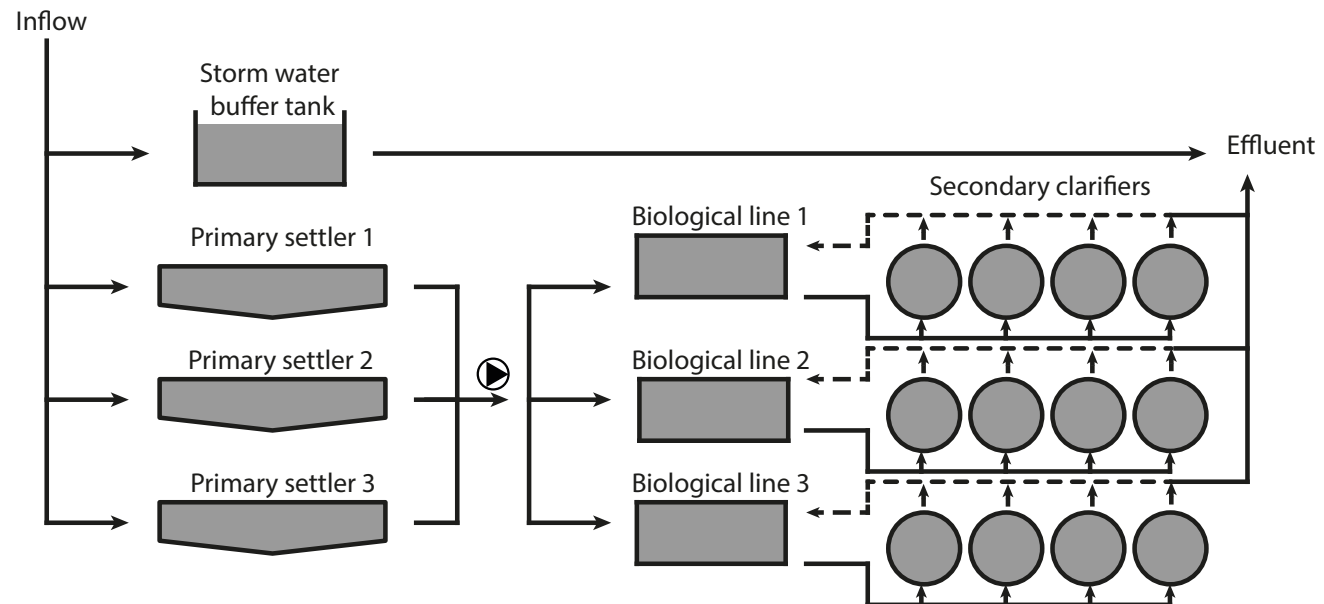 Inflow
Storm water
buffer tank
Effluent
Secondary clarifiers
Primary settler 1
Biological line 1
Primary settler 2
Biological line 2
Primary settler 3
Biological line 3